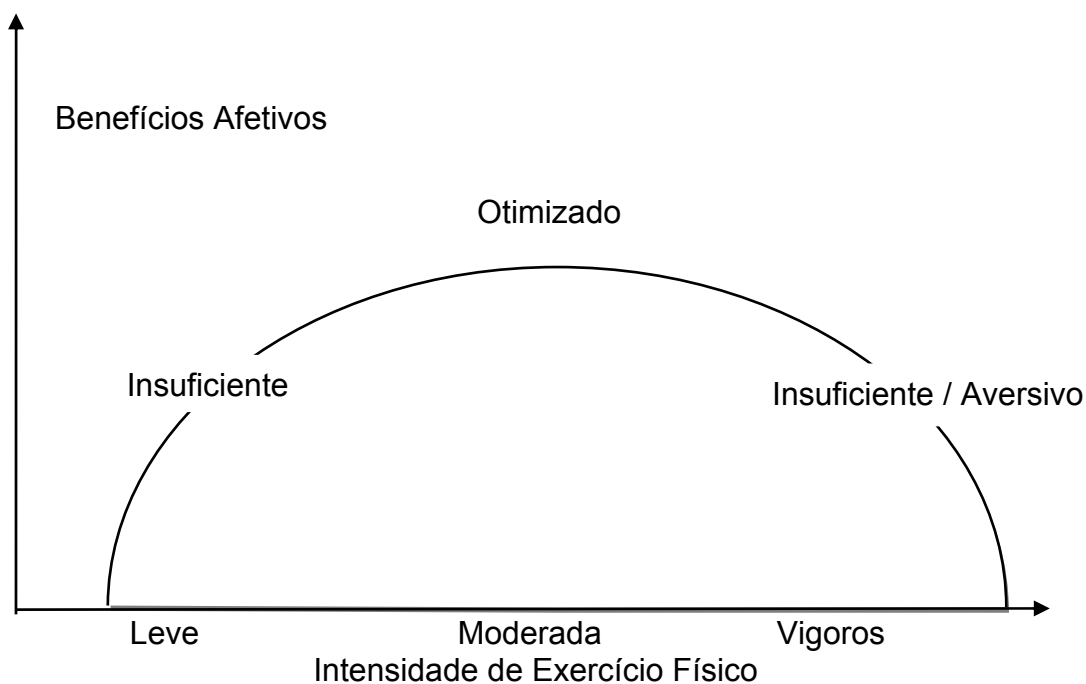 Benefícios Afetivos
Otimizado
Insuficiente
Insuficiente / Aversivo
Leve Moderada Vigoros
Intensidade de Exercício Físico